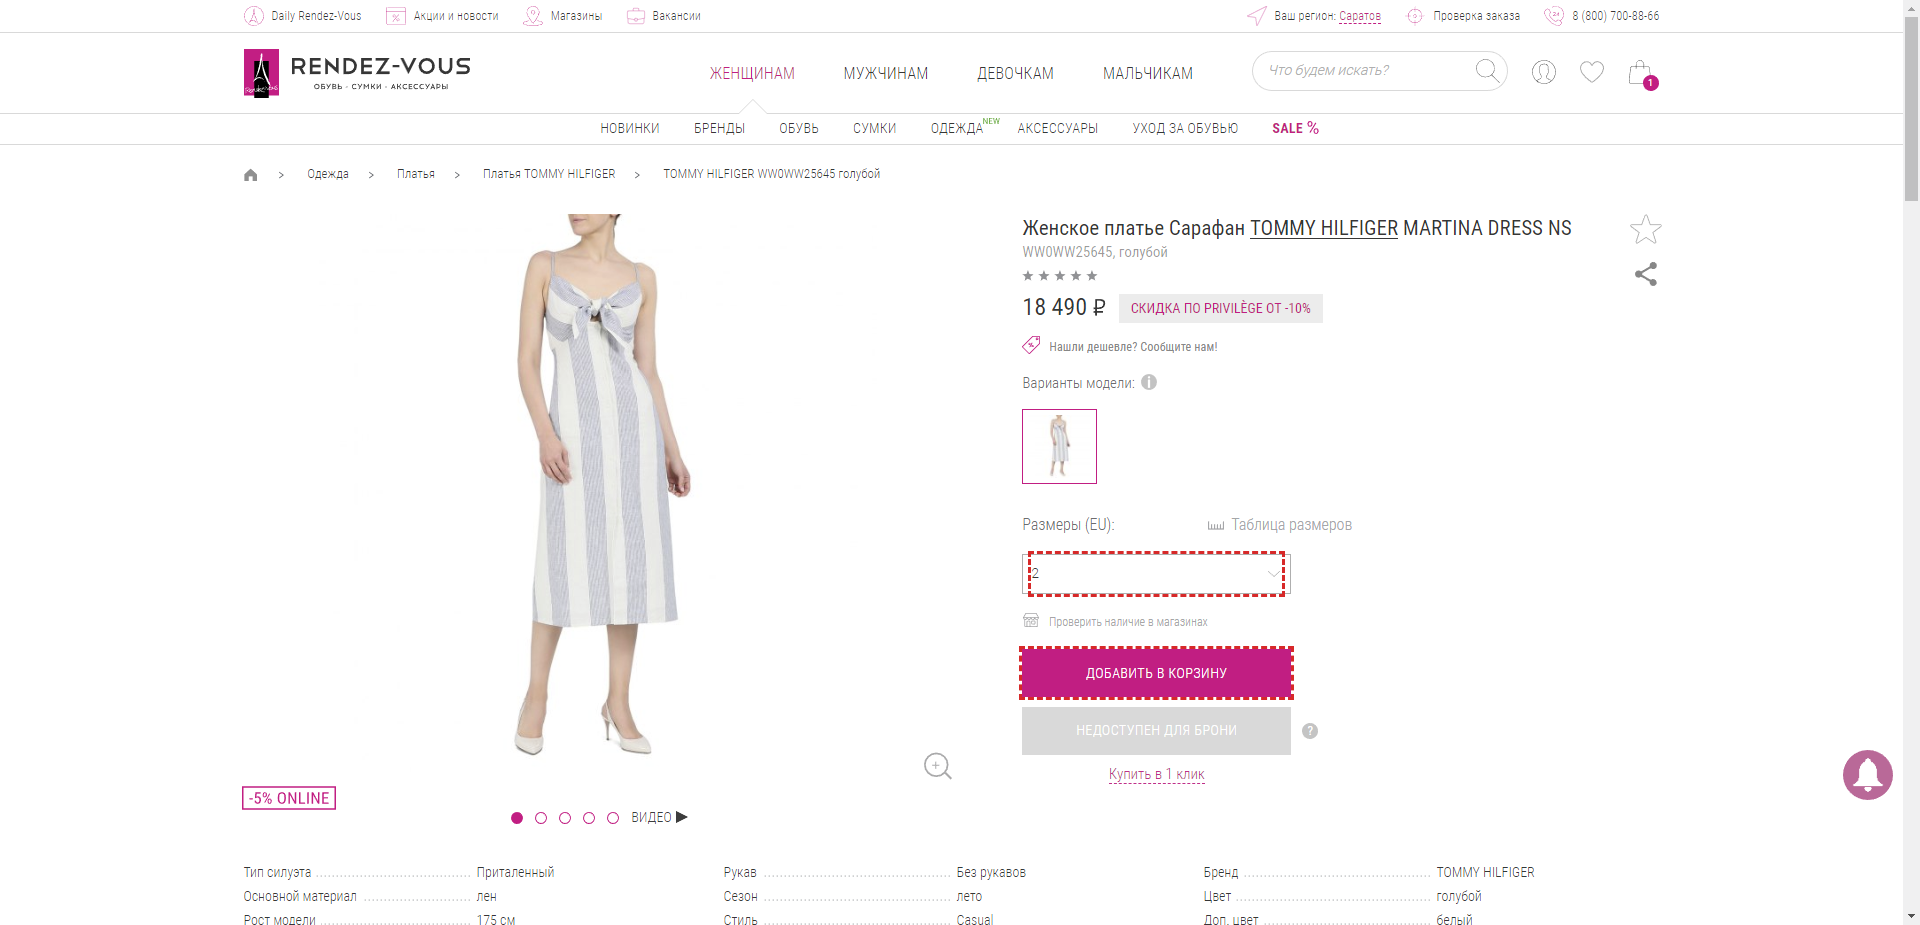 Daily Rendez-Vous
Акции и новости
Магазины
Вакансии
Ваш регион: Саратов
Проверка заказа
8 (800) 700-88-66
RENDEZ-VOUS
ОБУВЬ · СУМКИ · АКСЕССУАРЫ
ЖЕНЩИНАМ
МУЖЧИНАМ
ДЕВОЧКАМ
МАЛЬЧИКАМ
Что будем искать?
1
НОВИНКИ
БРЕНДЫ
ОБУВЬ
СУМКИ
ОДЕЖДА NEW
АКСЕССУАРЫ
УХОД ЗА ОБУВЬЮ
SALE %
> Одежда > Платья > Платья TOMMY HILFIGER > TOMMY HILFIGER WW0WW25645 голубой
Женское платье Сарафан TOMMY HILFIGER MARTINA DRESS NS
WW0WW25645, голубой
18 490 ₽
СКИДКА ПО PRIVILÈGE ОТ -10%
Нашли дешевле? Сообщите нам!
Варианты модели:
Размеры (EU):
Таблица размеров
2
Проверить наличие в магазинах
ДОБАВИТЬ В КОРЗИНУ
НЕДОСТУПЕН ДЛЯ БРОНИ
?
Купить в 1 клик
-5% ONLINE
ВИДЕО
Тип силуэта Приталенный
Основной материал лен
Рост модели 175 см
Рукав Без рукавов
Сезон лето
Стиль Casual
Бренд TOMMY HILFIGER
Цвет голубой
Доп. цвет белый